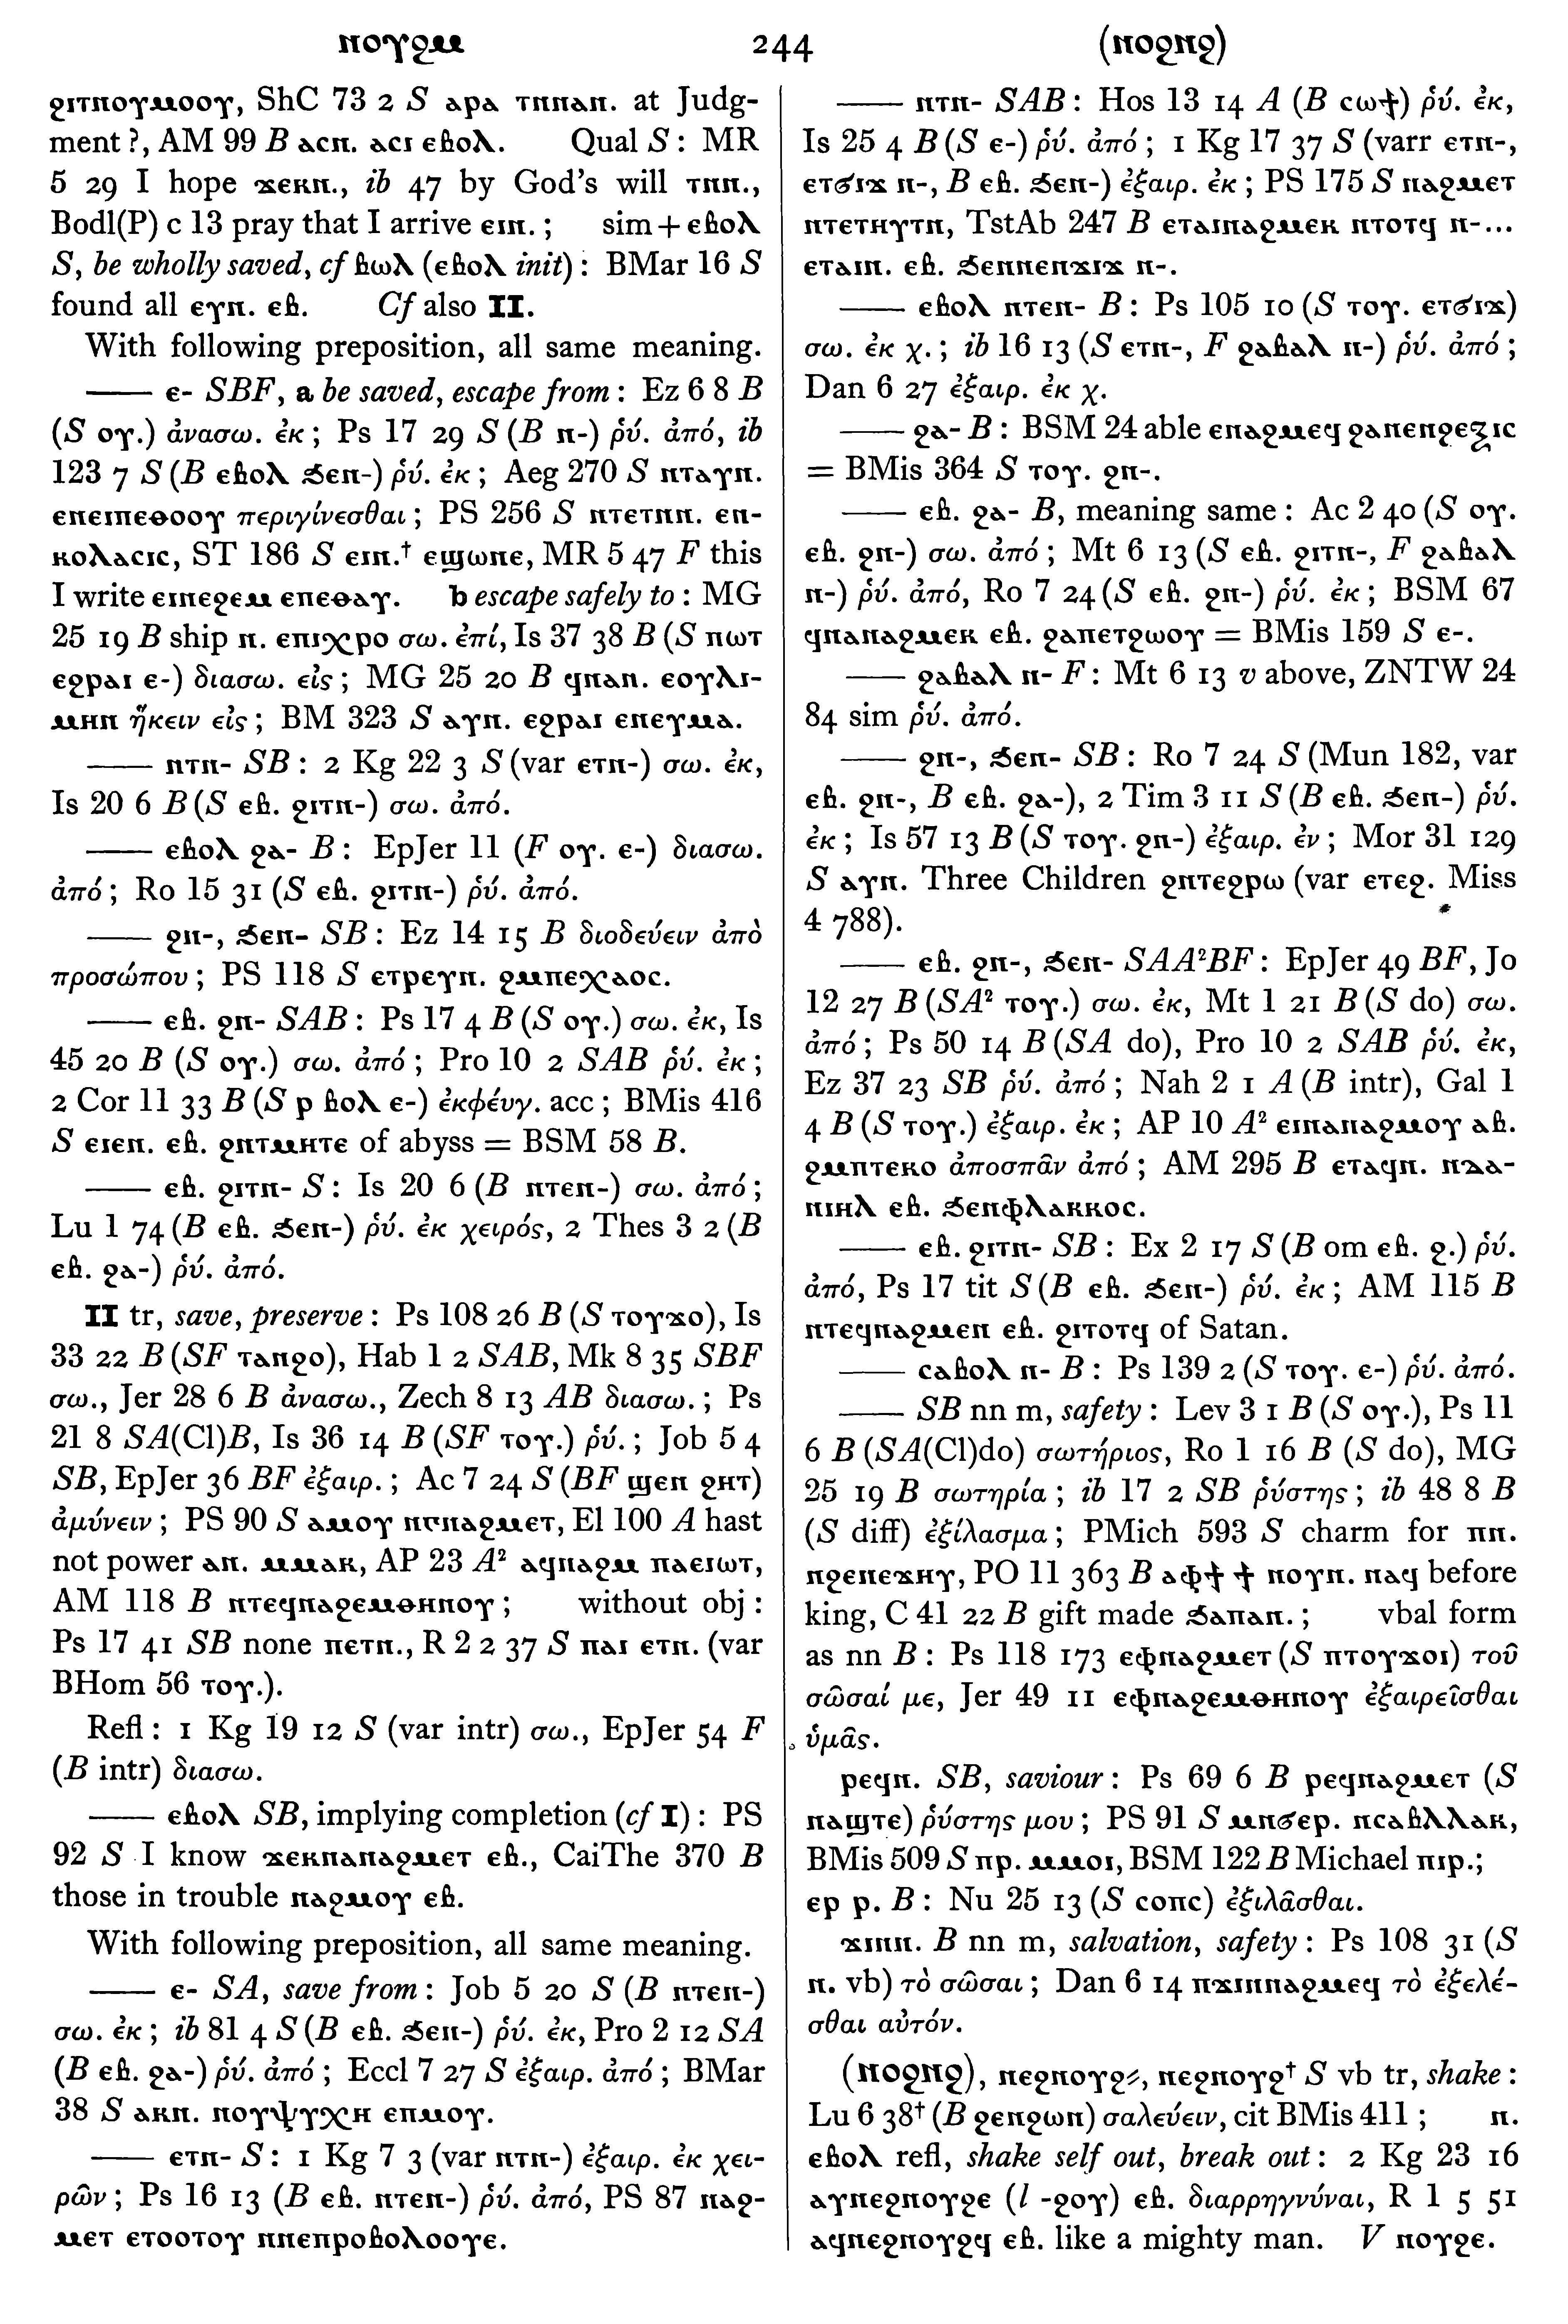 ⲛⲟⲩϩⲙ 244 (ⲛⲟϩⲛϩ)
ϩⲓⲧⲛⲟⲩⲙⲟⲟⲩ, ShC 73 2 S ⲁⲣⲁ ⲧⲛⲛⲁⲛ. at Judg-
ment ?, AM 99 B ⲁⲥⲛ. ⲁⲥⲓ ⲉⲃⲟⲗ. Qual S : MR
5 29 I hope ϫⲉⲕⲛ., ib 47 by God's will ⲧⲛⲛ.,
Bodl(P) c 13 pray that I arrive ⲉⲓⲛ. ; sim + ⲉⲃⲟⲗ
S, be wholly saved, cf ⲃⲱⲗ (ⲉⲃⲟⲗ init) : BMar 16 S
found all ⲉⲩⲛ. ⲉⲃ. Cf also II.
With following preposition, all same meaning.
—— ⲉ- SBF, a be saved, escape from : Ez 6 8 B
(S ⲟⲩ.) ἀνασω. ἐκ ; Ps 17 29 S (B ⲛ-) ῥύ. ἀπό, ib
123 7 S (B ⲉⲃⲟⲗ ϧⲉⲛ-) ῥύ. ἐκ ; Aeg 270 S ⲛⲧⲁⲩⲛ.
ⲉⲛⲉⲓⲡⲉⲑⲟⲟⲩ περιγίνεσθαι ; PS 256 S ⲛⲧⲉⲧⲛⲛ. ⲉⲛ-
ⲕⲟⲗⲁⲥⲓⲥ, ST 186 S ⲉⲓⲛ.† ⲉϣⲱⲡⲉ, MR 5 47 F this
I write ⲉⲓⲛⲉϩⲉⲙ ⲉⲡⲉⲑⲁⲩ. b escape safely to : MG
25 19 B ship ⲛ. ⲉⲡⲓⲭⲣⲟ σω. ἐπί, Is 37 38 B (S ⲡⲱⲧ
ⲉϩⲣⲁⲓ ⲉ-) διασω. εἰς ; MG 25 20 B ϥⲛⲁⲛ. ⲉⲟⲩⲗⲓ-
ⲙⲏⲛ ἥκειν εἰς ; BM 323 S ⲁⲩⲛ. ⲉϩⲣⲁⲓ ⲉⲡⲉⲩⲙⲁ.
—— ⲛⲧⲛ- SB : 2 Kg 22 3 S (var ⲉⲧⲛ-) σω. ἐκ,
Is 20 6 B (S ⲉⲃ. ϩⲓⲧⲛ-) σω. ἀπό.
—— ⲉⲃⲟⲗ ϩⲁ- B : EpJer 11 (F ⲟⲩ. ⲉ-) διασω.
ἀπό ; Ro 15 31 (S ⲉⲃ. ϩⲓⲧⲛ-) ῥύ. ἀπό.
—— ϩⲛ-, ϧⲉⲛ- SB : Ez 14 15 B διοδεύειν ἀπὸ
προσώπου ; PS 118 S ⲉⲧⲣⲉⲩⲛ. ϩⲙⲡⲉⲭⲁⲟⲥ.
—— ⲉⲃ. ϩⲛ- SAB : Ps 17 4 B (S ⲟⲩ.) σω. ἐκ, Is
45 20 B (S ⲟⲩ.) σω. ἀπό ; Pro 10 2 SAB ῥύ. ἐκ ;
2 Cor 11 33 B (S ⲣ ⲃⲟⲗ ⲉ-) ἐκφένγ. acc ; BMis 416
S ⲉⲓⲉⲛ. ⲉⲃ. ϩⲛⲧⲙⲏⲧⲉ of abyss = BSM 58 B.
—— ⲉⲃ. ϩⲓⲧⲛ- S : Is 20 6 (B ⲛⲧⲉⲛ-) σω. ἀπό ;
Lu 1 74 (B ⲉⲃ. ϧⲉⲛ-) ῥύ. ἐκ χειρός, 2 Thes 3 2 (B
ⲉⲃ. ϩⲁ-) ῥύ. ἀπό.
II tr, save, preserve : Ps 108 26 B (S ⲧⲟⲩϫⲟ), Is
33 22 B (SF ⲧⲁⲛϩⲟ), Hab 1 2 SAB, Mk 8 35 SBF
σω., Jer 28 6 B ἀνασω., Zech 8 13 AB διασω. ; Ps
21 8 SA(Cl)B, Is 36 14 B (SF ⲧⲟⲩ.) ῥύ. ; Job 5 4
SB, EpJer 36 BF ἐξαιρ. ; Ac 7 24 S (BF ϣⲉⲛ ϩⲏⲧ)
ἀμύνειν ; PS 90 S ⲁⲙⲟⲩ ⲛⲅⲛⲁϩⲙⲉⲧ, El 100 A hast
not power ⲁⲛ. ⲙⲙⲁⲕ, AP 23 A² ⲁϥⲛⲁϩⲙ ⲡⲁⲉⲓⲱⲧ,
AM 118 B ⲛⲧⲉϥⲛⲁϩⲉⲙⲑⲏⲛⲟⲩ ; without obj :
Ps 17 41 SB none ⲡⲉⲧⲛ., R 2 2 37 S ⲡⲁⲓ ⲉⲧⲛ. (var
BHom 56 ⲧⲟⲩ.).
Refl : 1 Kg 19 12 S (var intr) σω., EpJer 54 F
(B intr) διασω.
—— ⲉⲃⲟⲗ SB, implying completion (cf I) : PS
92 S I know ϫⲉⲕⲛⲁⲛⲁϩⲙⲉⲧ ⲉⲃ., CaiThe 370 B
those in trouble ⲛⲁϩⲙⲟⲩ ⲉⲃ.
With following preposition, all same meaning.
—— ⲉ- SA, save from : Job 5 20 S (B ⲛⲧⲉⲛ-)
σω. ἐκ ; ib 81 4 S (B ⲉⲃ. ϧⲉⲛ-) ῥύ. ἐκ, Pro 2 12 SA
(B ⲉⲃ. ϩⲁ-) ῥύ. ἀπό ; Eccl 7 27 S ἐξαιρ. ἀπό ; BMar
38 S ⲁⲕⲛ. ⲛⲟⲩⲯⲩⲭⲏ ⲉⲡⲙⲟⲩ.
—— ⲉⲧⲛ- S : 1 Kg 7 3 (var ⲛⲧⲛ-) ἐξαιρ. ἐκ χει-
ρῶν ; Ps 16 13 (B ⲉⲃ. ⲛⲧⲉⲛ-) ῥύ. ἀπό, PS 87 ⲛⲁϩ-
ⲙⲉⲧ ⲉⲧⲟⲟⲧⲟⲩ ⲛⲛⲉⲡⲣⲟⲃⲟⲗⲟⲟⲩⲉ.
—— ⲛⲧⲛ- SAB : Hos 13 14 A (B ⲥⲱϯ) ῥύ. ἐκ,
Is 25 4 B (S ⲉ-) ῥύ. ἀπό ; 1 Kg 17 37 S (varr ⲉⲧⲛ-,
ⲉⲧϭⲓϫ ⲛ-, B ⲉⲃ. ϧⲉⲛ-) ἐξαιρ. ἐκ ; PS 175 S ⲛⲁϩⲙⲉⲧ
ⲛⲧⲉⲧⲏⲩⲧⲛ, TstAb 247 B ⲉⲧⲁⲓⲛⲁϩⲙⲉⲕ ⲛⲧⲟⲧϥ ⲛ-...
ⲉⲧⲁⲓⲛ. ⲉⲃ. ϧⲉⲛⲛⲉⲛϫⲓϫ ⲛ-.
—— ⲉⲃⲟⲗ ⲛⲧⲉⲛ- B : Ps 105 10 (S ⲧⲟⲩ. ⲉⲧϭⲓϫ)
σω. ἐκ χ. ; ib 16 13 (S ⲉⲧⲛ-, F ϩⲁⲃⲁⲗ ⲛ-) ῥύ. ἀπό ;
Dan 6 27 ἐξαιρ. ἐκ χ.
—— ϩⲁ- B : BSM 24 able ⲉⲛⲁϩⲙⲉϥ ϩⲁⲛⲉⲛϩⲉⲝⲓⲥ
= BMis 364 S ⲧⲟⲩ. ϩⲛ-.
—— ⲉⲃ. ϩⲁ- B, meaning same : Ac 2 40 (S ⲟⲩ.
ⲉⲃ. ϩⲛ-) σω. ἀπό ; Mt 6 13 (S ⲉⲃ. ϩⲓⲧⲛ-, F ϩⲁⲃⲁⲗ
ⲛ-) ῥύ. ἀπό, Ro 7 24 (S ⲉⲃ. ϩⲛ-) ῥύ. ἐκ ; BSM 67
ϥⲛⲁⲛⲁϩⲙⲉⲕ ⲉⲃ. ϩⲁⲡⲉⲧϩⲱⲟⲩ = BMis 159 S ⲉ-.
—— ϩⲁⲃⲁⲗ ⲛ- F : Mt 6 13 v above, ZNTW 24
84 sim ῥύ. ἀπό.
—— ϩⲛ-, ϧⲉⲛ- SB : Ro 7 24 S (Mun 182, var
ⲉⲃ. ϩⲛ-, B ⲉⲃ. ϩⲁ-), 2 Tim 3 11 S (B ⲉⲃ. ϧⲉⲛ-) ῥύ.
ἐκ ; Is 57 13 B (S ⲧⲟⲩ. ϩⲛ-) ἐξαιρ. ἐν ; Mor 31 129
S ⲁⲩⲛ. Three Children ϩⲛⲧⲉϩⲣⲱ (var ⲉⲧⲉϩ. Miss
4 788).
—— ⲉⲃ. ϩⲛ-, ϧⲉⲛ- SAA²BF : EpJer 49 BF, Jo
12 27 B (SA² ⲧⲟⲩ.) σω. ἐκ, Mt 1 21 B (S do) σω.
ἀπό ; Ps 50 14 B (SA do), Pro 10 2 SAB ῥύ. ἐκ,
Ez 37 23 SB ῥύ. ἀπό ; Nah 2 1 A (B intr), Gal 1
4 B (S ⲧⲟⲩ.) ἐξαιρ. ἐκ ; AP 10 A² ⲉⲓⲛⲁⲛⲁϩⲙⲟⲩ ⲁⲃ.
ϩⲙⲡⲧⲉⲕⲟ ἀποσπᾶν ἀπό ; AM 295 B ⲉⲧⲁϥⲛ. ⲛⲇⲁ-
ⲛⲓⲏⲗ ⲉⲃ. ϧⲉⲛⲫⲗⲁⲕⲕⲟⲥ.
—— ⲉⲃ. ϩⲓⲧⲛ- SB : Ex 2 17 S (B om ⲉⲃ. ϩ.) ῥύ.
ἀπό, Ps 17 tit S (B ⲉⲃ. ϧⲉⲛ-) ῥύ. ἐκ ; AM 115 B
ⲛⲧⲉϥⲛⲁϩⲙⲉⲛ ⲉⲃ. ϩⲓⲧⲟⲧϥ of Satan.
—— ⲥⲁⲃⲟⲗ ⲛ- B : Ps 139 2 (S ⲧⲟⲩ. ⲉ-) ῥύ. ἀπό.
—— SB nn m, safety : Lev 3 1 B (S ⲟⲩ.), Ps 11
6 B (SA(Cl)do) σωτήριος, Ro 1 16 B (S do), MG
25 19 B σωτηρία ; ib 17 2 SB ῥύστης ; ib 48 8 B
(S diff) ἐξίλασμα ; PMich 593 S charm for ⲡⲛ.
ⲛϩⲉⲛⲉϫⲏⲩ, PO 11 363 B ⲁⲫϯ ϯ ⲛⲟⲩⲛ. ⲛⲁϥ before
king, C 41 22 B gift made ϧⲁⲡⲁⲛ. ; vbal form
as nn B : Ps 118 173 ⲉⲫⲛⲁϩⲙⲉⲧ (S ⲛⲧⲟⲩϫⲟⲓ) τοῦ
σῶσαί με, Jer 49 11 ⲉⲫⲛⲁϩⲉⲙⲑⲏⲛⲟⲩ ἐξαιρεῖσθαι
ὑμᾶς.
ⲣⲉϥⲛ. SB, saviour : Ps 69 6 B ⲣⲉϥⲛⲁϩⲙⲉⲧ (S
ⲛⲁϣⲧⲉ) ῥύστης μου ; PS 91 S ⲙⲛϭⲉⲣ. ⲛⲥⲁⲃⲗⲗⲁⲕ,
BMis 509 S ⲡⲣ. ⲙⲙⲟⲓ, BSM 122 B Michael ⲡⲓⲣ.;
ⲉⲣ ⲣ. B : Nu 25 13 (S ⲥⲟⲡⲥ) ἐξιλᾶσθαι.
ϫⲓⲛⲛ. B nn m, salvation, safety : Ps 108 31 (S
ⲛ. vb) τὸ σῶσαι ; Dan 6 14 ⲡϫⲓⲛⲛⲁϩⲙⲉϥ τὸ ἐξελέ-
σθαι αὐτόν.
(ⲛⲟϩⲛϩ), ⲛⲉϩⲛⲟⲩϩ⸗, ⲛⲉϩⲛⲟⲩϩ† S vb tr, shake :
Lu 6 38† (B ϩⲉⲛϩⲱⲛ) σαλεύειν, cit BMis 411 ; ⲛ.
ⲉⲃⲟⲗ refl, shake self out, break out : 2 Kg 23 16
ⲁⲩⲛⲉϩⲛⲟⲩϩⲉ (l -ϩⲟⲩ) ⲉⲃ. διαρρηγνύναι, R 1 5 51
ⲁϥⲛⲉϩⲛⲟⲩϩϥ ⲉⲃ. like a mighty man. V ⲛⲟⲩϩⲉ.